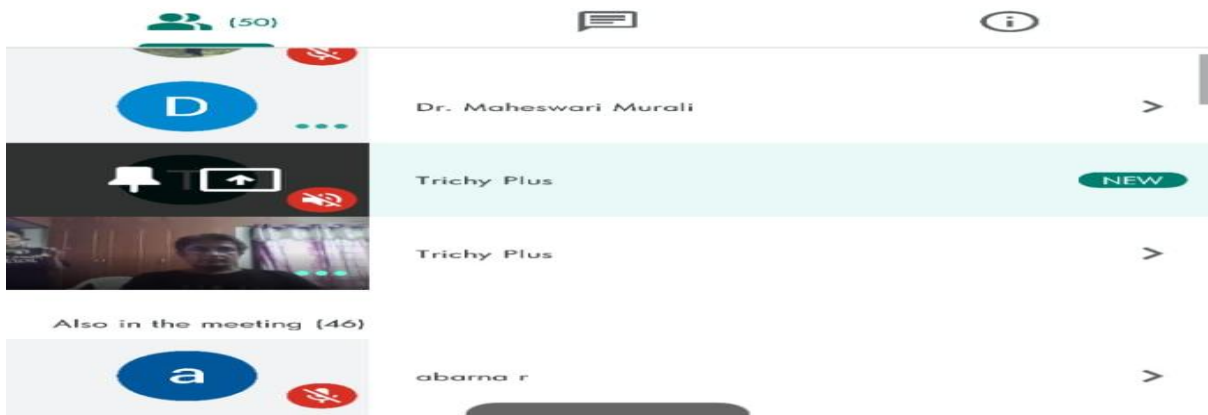 (50)
D
Dr. Maheswari Murali
T
Trichy Plus
NEW
Trichy Plus
Also in the meeting (46)
a
abarna r